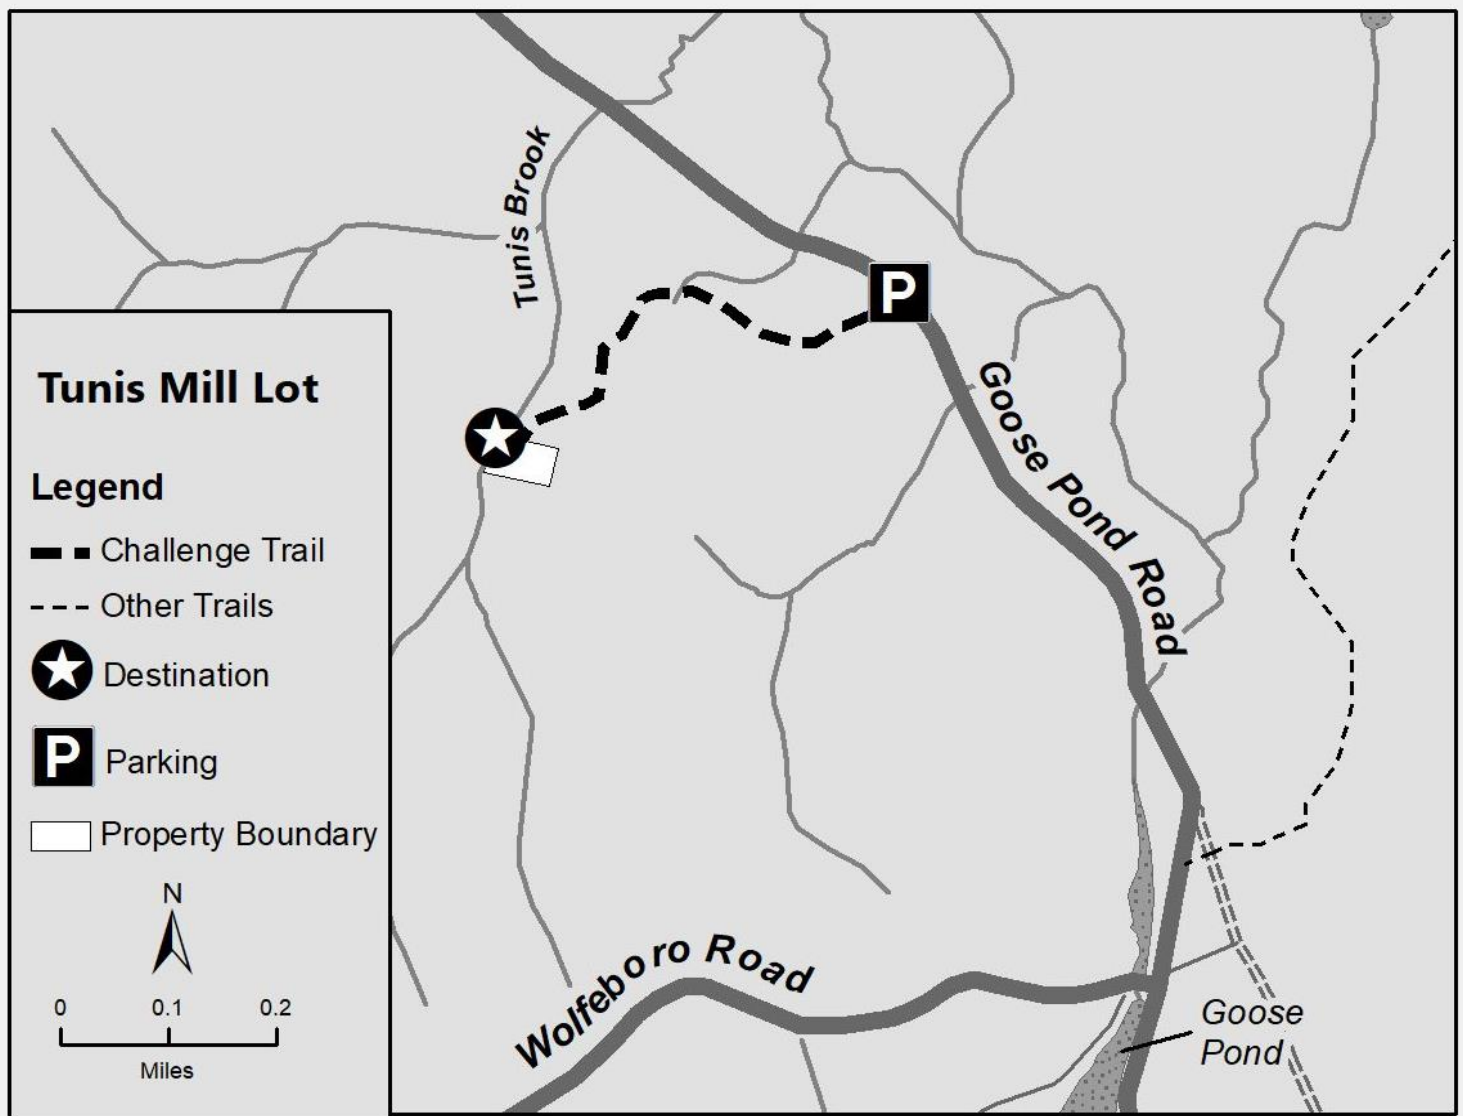 Tunis Brook
P
Goose Pond Road
Tunis Mill Lot
Legend
Challenge Trail
Other Trails
Destination
P
Parking
Property Boundary
N
0 0.1 0.2
Miles
Wolfeboro Road
Goose
Pond